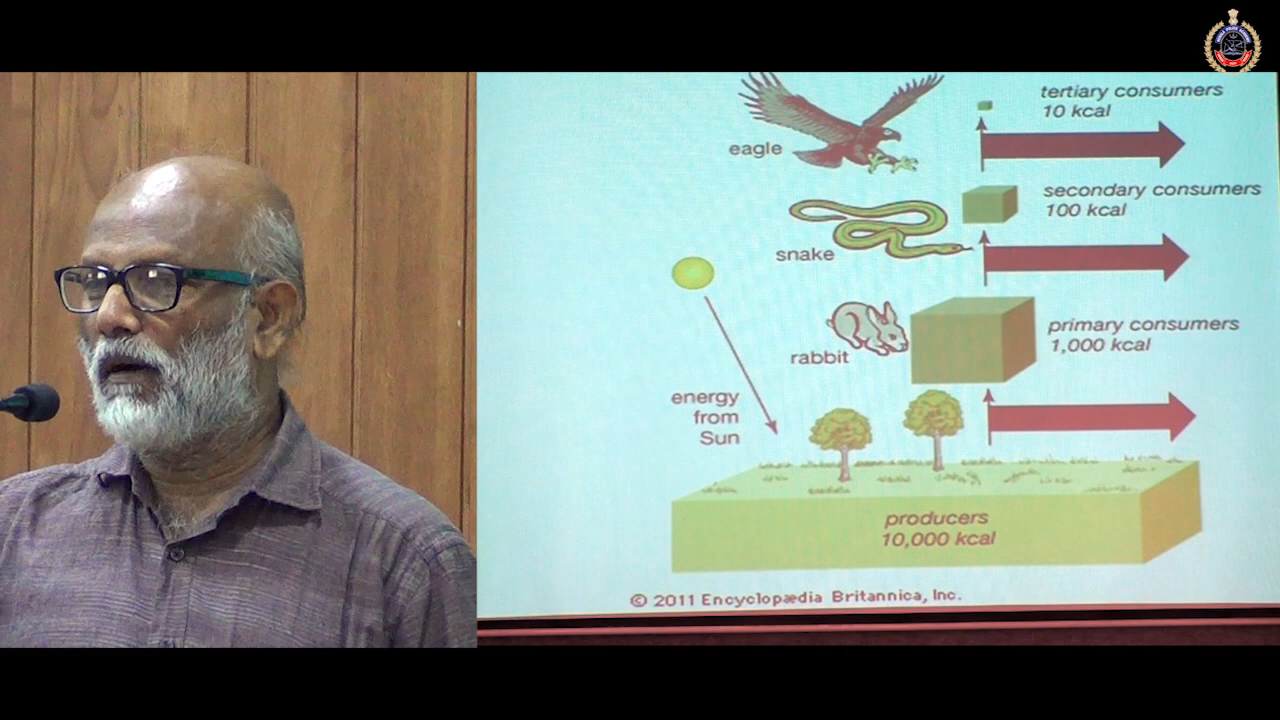 tertiary consumers
10 kcal
eagle
secondary consumers
100 kcal
snake
primary consumers
1,000 kcal
rabbit
energy
from
Sun
producers
10,000 kcal
© 2011 Encyclopædia Britannica, Inc.